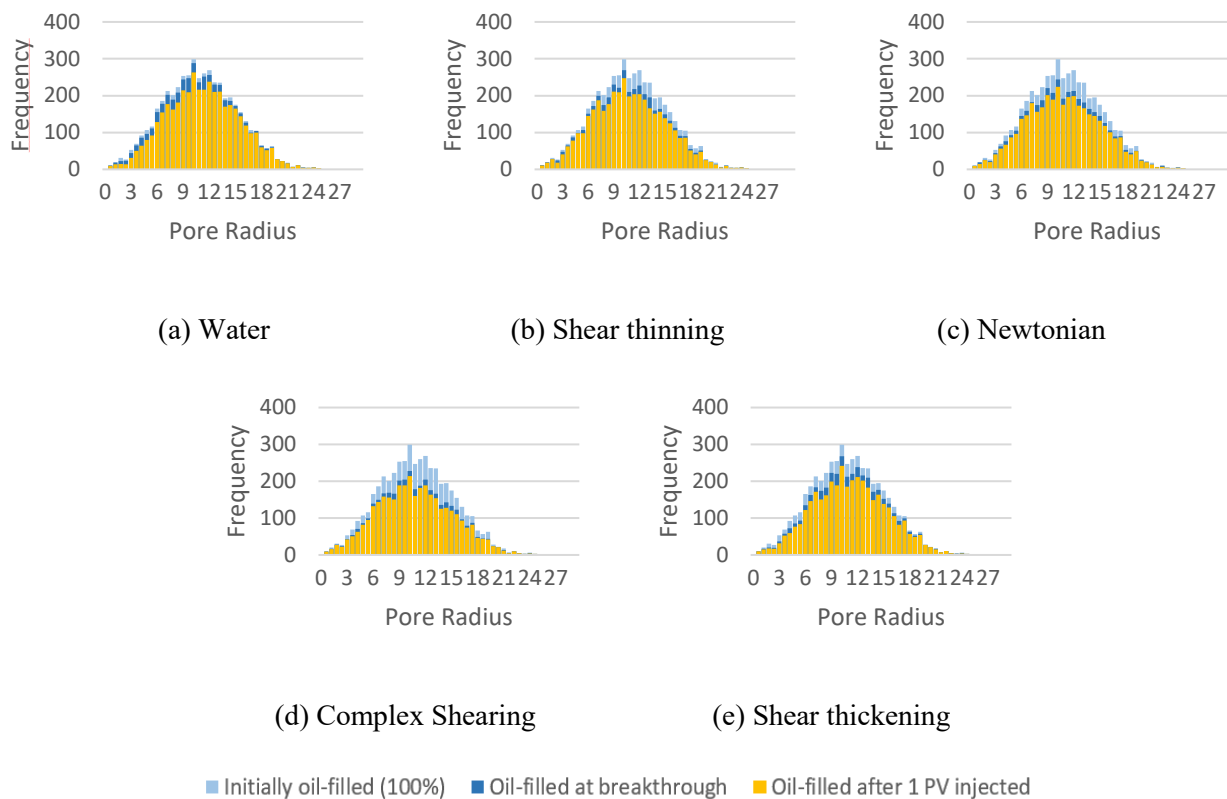 400
300
200
100
0
Frequency
0 3 6 9 12 15 18 21 24 27
Pore Radius
(a) Water
400
300
200
100
0
Frequency
0 3 6 9 12 15 18 21 24 27
Pore Radius
(b) Shear thinning
400
300
200
100
0
Frequency
0 3 6 9 12 15 18 21 24 27
Pore Radius
(c) Newtonian
400
300
200
100
0
Frequency
0 3 6 9 12 15 18 21 24 27
Pore Radius
(d) Complex Shearing
400
300
200
100
0
Frequency
0 3 6 9 12 15 18 21 24 27
Pore Radius
(e) Shear thickening
Initially oil-filled (100%) Oil-filled at breakthrough Oil-filled after 1 PV injected